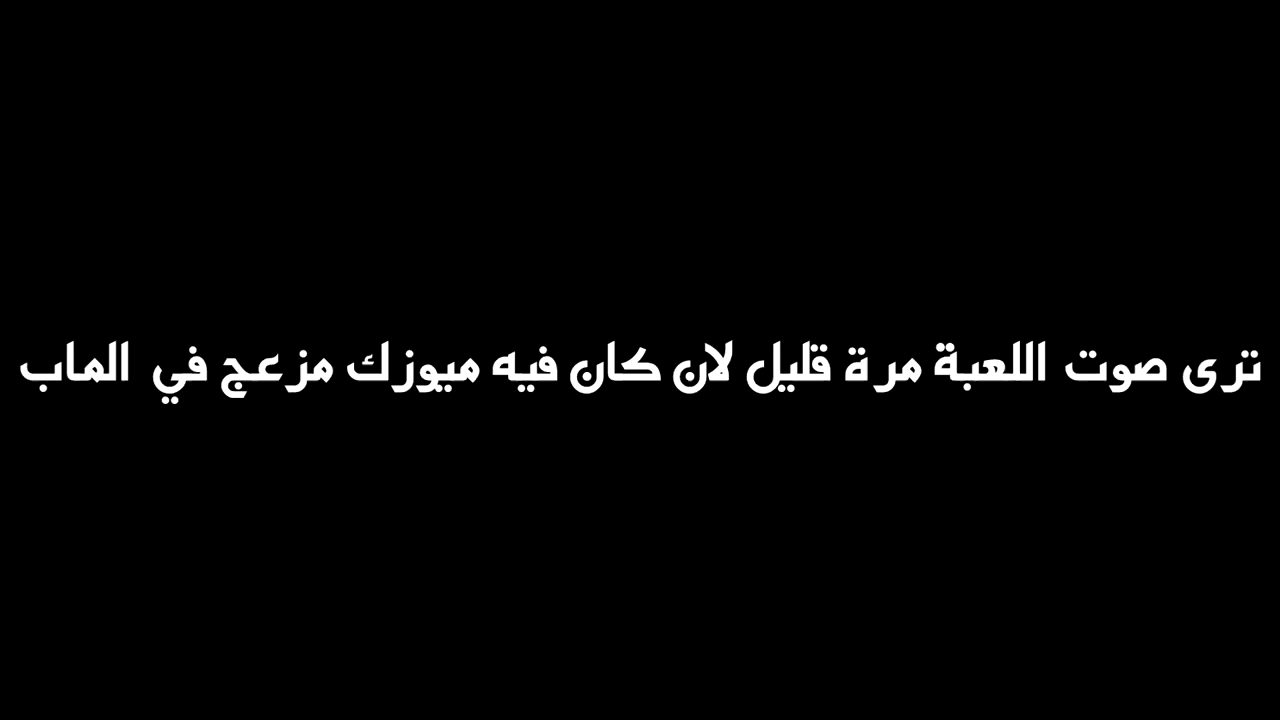 ترى صوت اللعبة مرة قليل لان كان فيه ميوزك مزعج في الماب